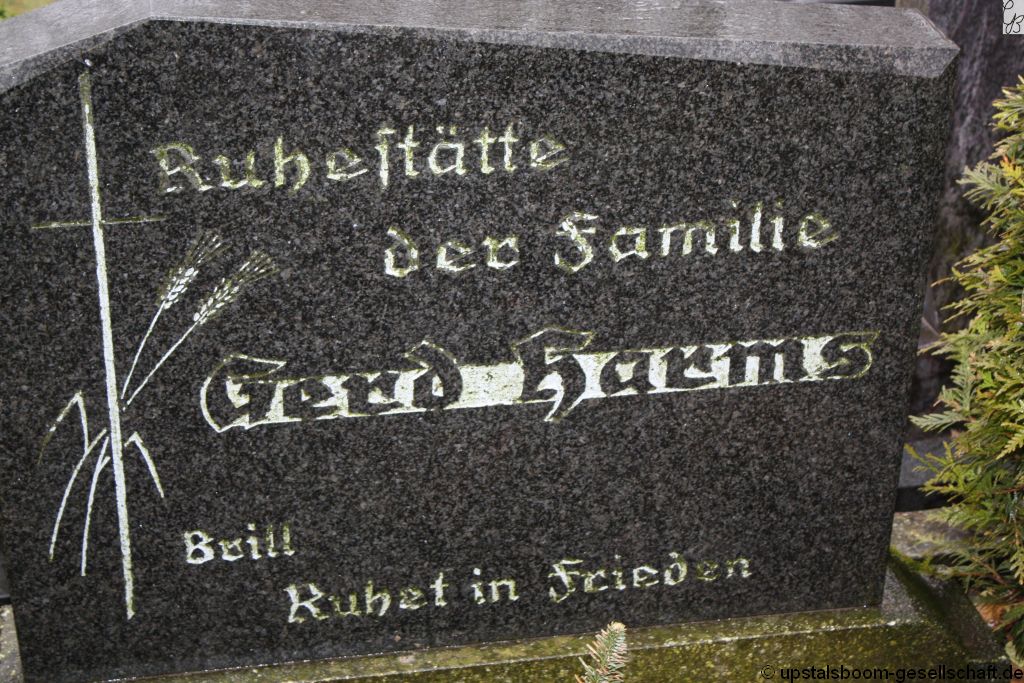 Ruhestätte
der Familie
Gerd Harms
Brill
Ruhet in Frieden
© upstalsboom-gesellschaft.de